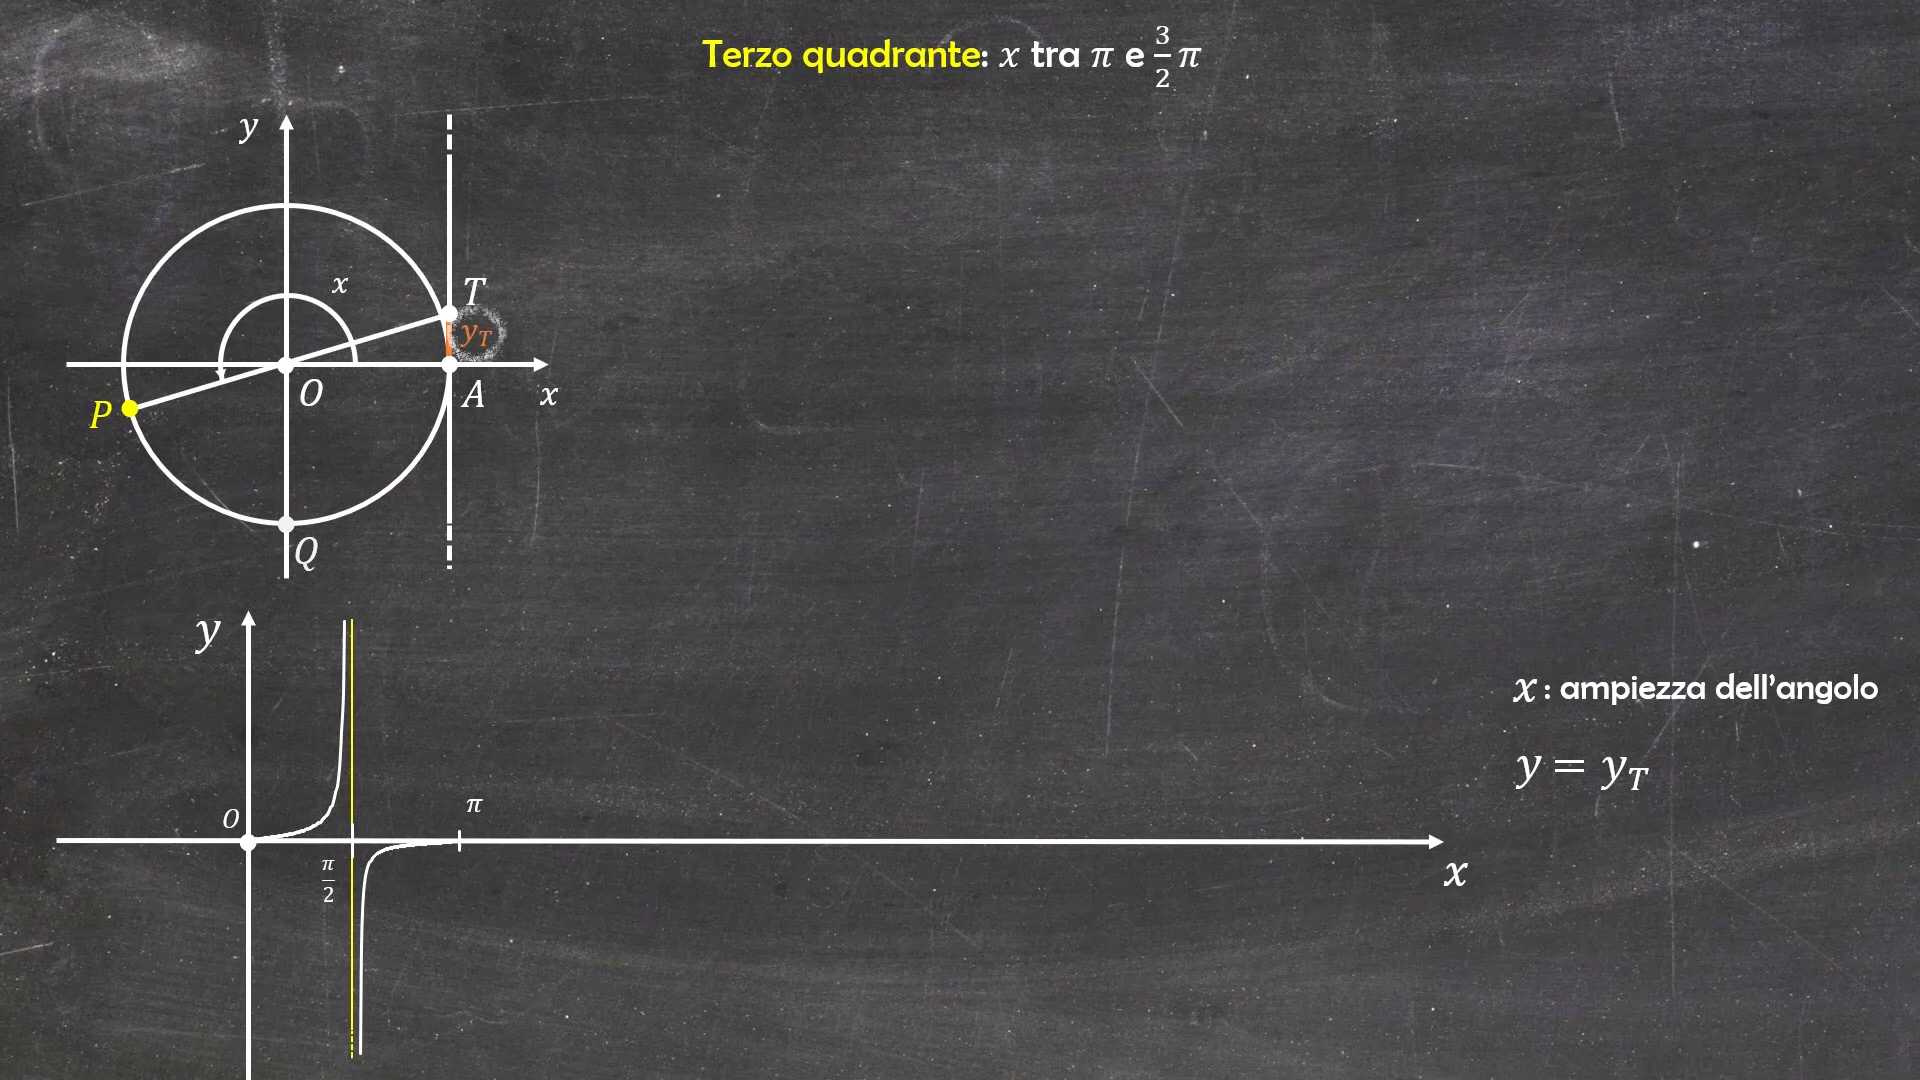 Terzo quadrante: x tra π e 3/2 π
y
x
T
y_T
O
A
x
P
Q
y
O
π
π/2
x
x : ampiezza dell'angolo
y = y_T